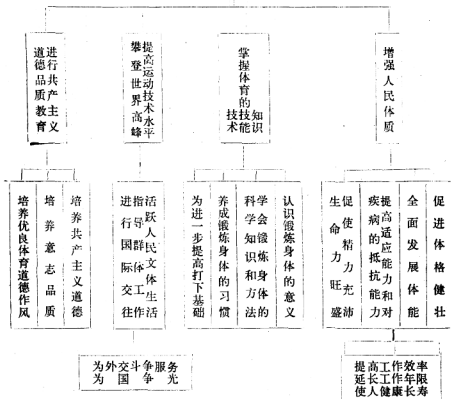 增强人民体质
知识
掌握体育的技能
技术
提高运动技术水平
攀登世界高峰
进行共产主义
道德品质教育
促进体格健壮
全面发展体能
提高适应能力和对
疾病的抵抗能力
促使精力充沛
生命力旺盛
认识锻炼身体的意义
学会锻炼身体的
科学知识和方法
养成锻炼身体的习惯
为进一步提高打下基础
活跃人民文体生活
指导群体工作
进行国际交往
培养共产主义道德
培养意志品质
培养优良体育道德作风
提高工作效率
延长工作年限
使人健康长寿
为外交斗争服务
为国争光